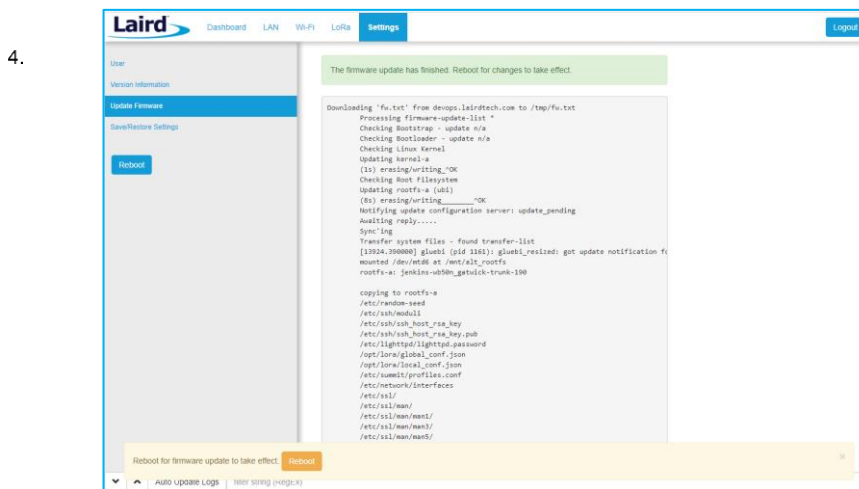 4.
Laird
Dashboard LAN Wi-Fi LoRa Settings Logout
User
Version Information
Update Firmware
Save/Restore Settings
Reboot
The firmware update has finished. Reboot for changes to take effect.
Downloading 'fw.txt' from devops.lairdtech.com to /tmp/fw.txt
Processing firmware-update-list *
Checking Bootstrap - update n/a
Checking Bootloader - update n/a
Checking Linux Kernel
Updating kernel-a
(1s) erasing/writing_^OK
Checking Root Filesystem
Updating rootfs-a (ubi)
(8s) erasing/writing________^OK
Notifying update configuration server: update_pending
Awaiting reply.....
Sync'ing
Transfer system files - found transfer-list
[13924.390000] gluebi (pid 1161): gluebi_resized: got update notification fo
mounted /dev/mtd6 at /mnt/alt_rootfs
rootfs-a: jenkins-wb50n_gatwick-trunk-190
copying to rootfs-a
/etc/random-seed
/etc/ssh/moduli
/etc/ssh/ssh_host_rsa_key
/etc/ssh/ssh_host_rsa_key.pub
/etc/lighttpd/lighttpd.password
/opt/lora/global_conf.json
/opt/lora/local_conf.json
/etc/summit/profiles.conf
/etc/network/interfaces
/etc/ssl/
/etc/ssl/man/
/etc/ssl/man/man1/
/etc/ssl/man/man3/
/etc/ssl/man/man5/
Reboot for firmware update to take effect. Reboot ×
Auto Update Logs filter string (RegEx)